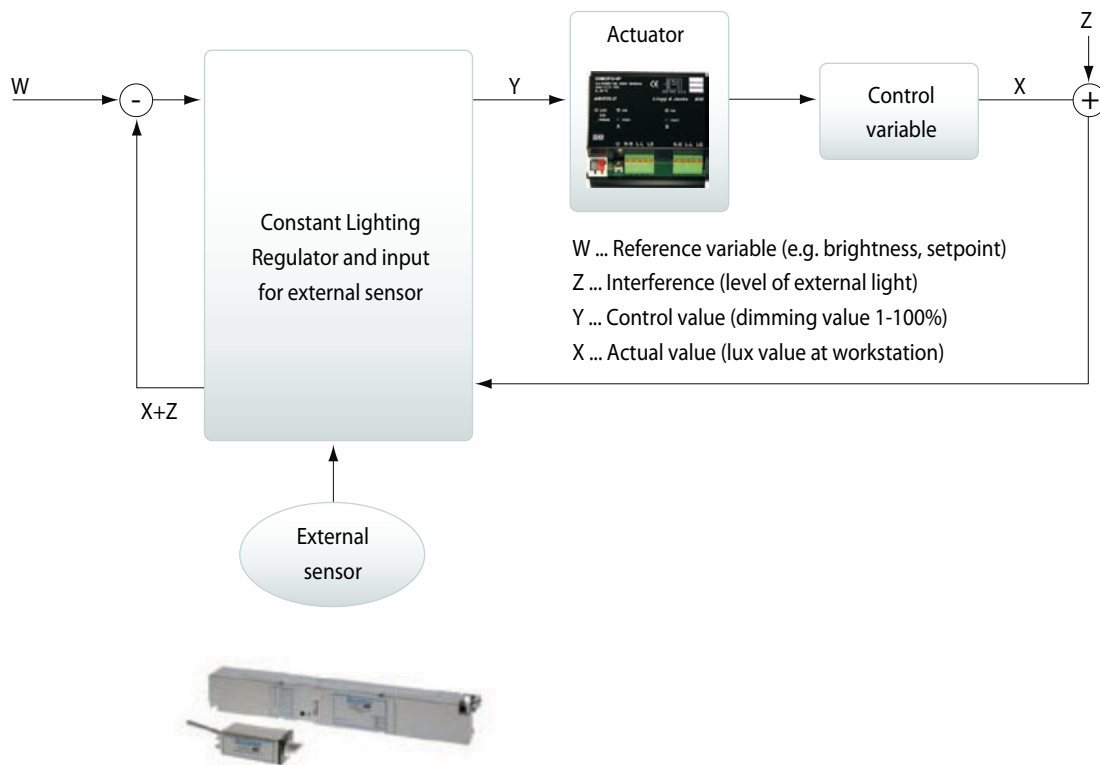 W
-
Constant Lighting
Regulator and input
for external sensor
Y
Actuator
Control
variable
X
Z
+
W ... Reference variable (e.g. brightness, setpoint)
Z ... Interference (level of external light)
Y ... Control value (dimming value 1-100%)
X ... Actual value (lux value at workstation)
X+Z
External
sensor